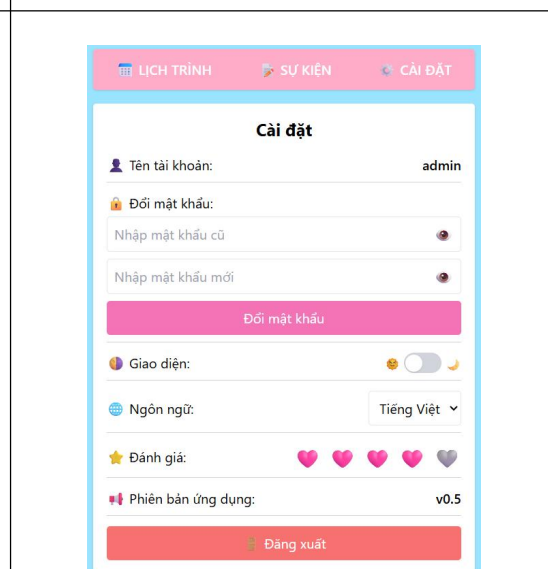 LỊCH TRÌNH SỰ KIỆN CÀI ĐẶT
Cài đặt
Tên tài khoản: admin
Đổi mật khẩu:
Nhập mật khẩu cũ
Nhập mật khẩu mới
Đổi mật khẩu
Giao diện:
Ngôn ngữ: Tiếng Việt
Đánh giá:
Phiên bản ứng dụng: v0.5
Đăng xuất